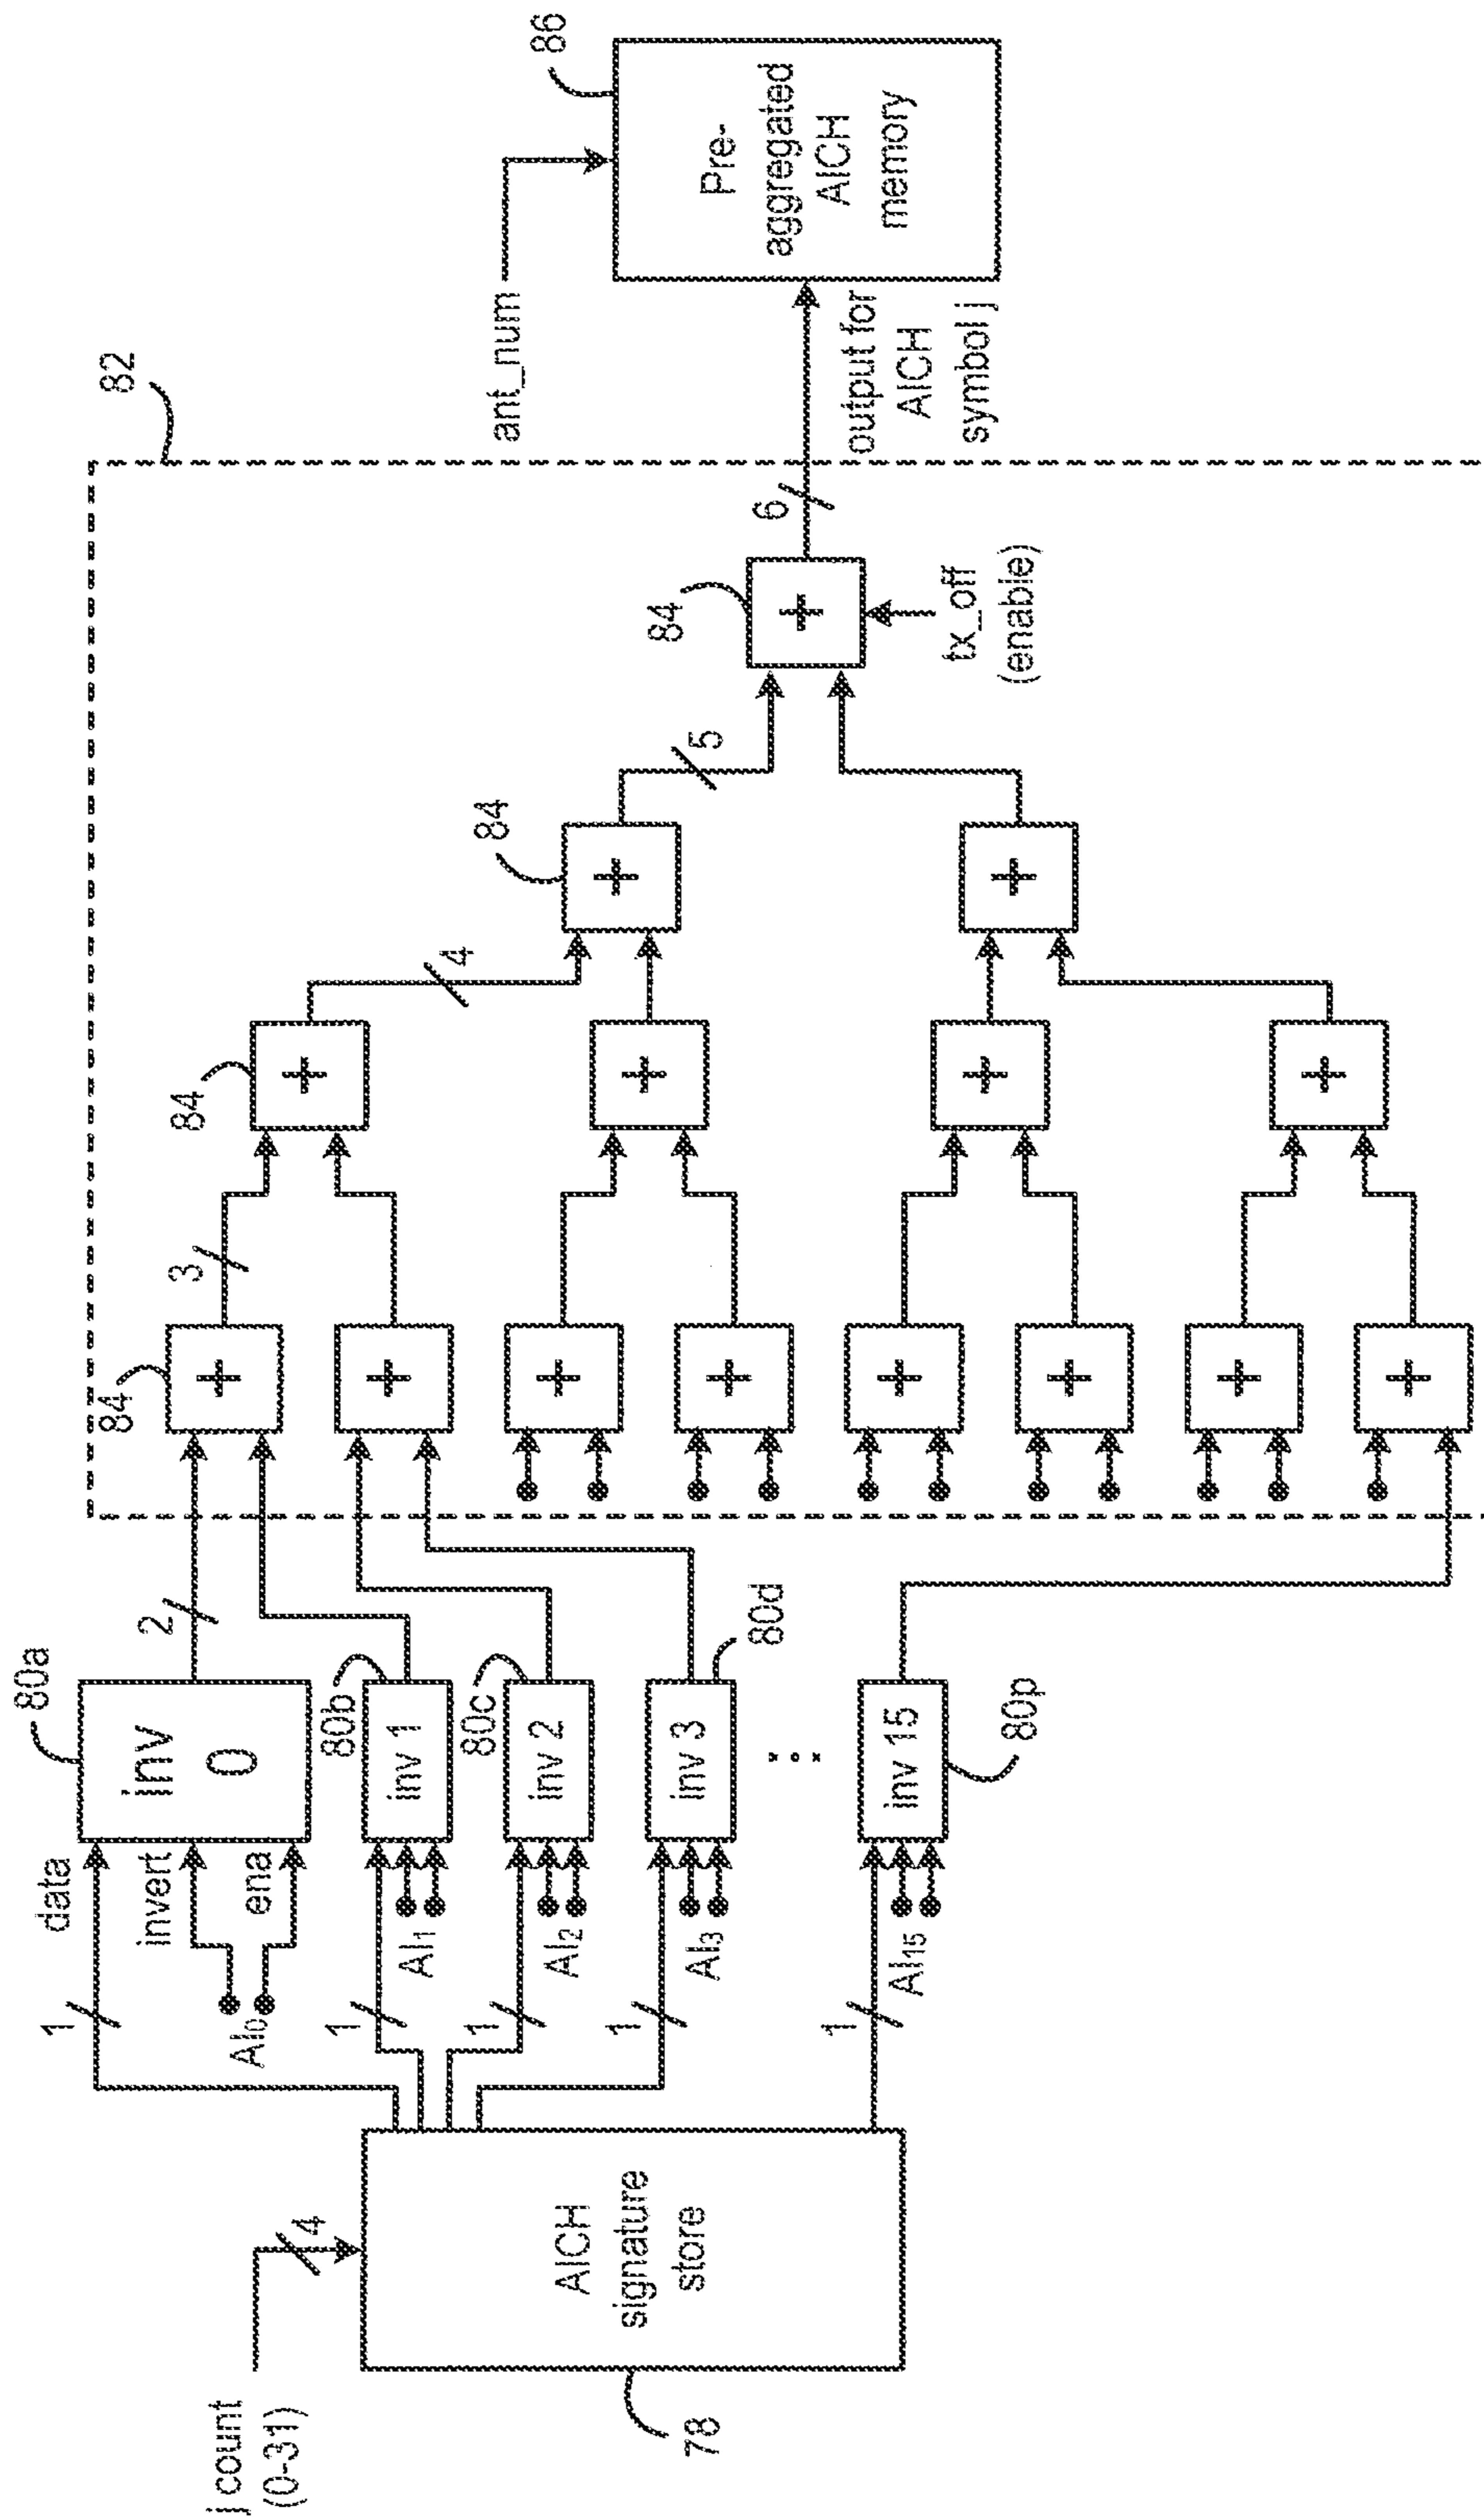 j count
(0-31)
4
78
AICH
signature
store
1
data
invert
ena
AI0
inv
0
80a
2
1
AI1
inv 1
80b
1
AI2
inv 2
80c
1
AI3
inv 3
80d
1
AI15
inv 15
80p
82
84
+
+
+
+
+
+
+
+
3
84
+
+
+
+
4
84
+
+
5
84
+
tx_off
(enable)
6
output for
AICH
symbol j
ant_num
86
Pre-
aggregated
AICH
memory